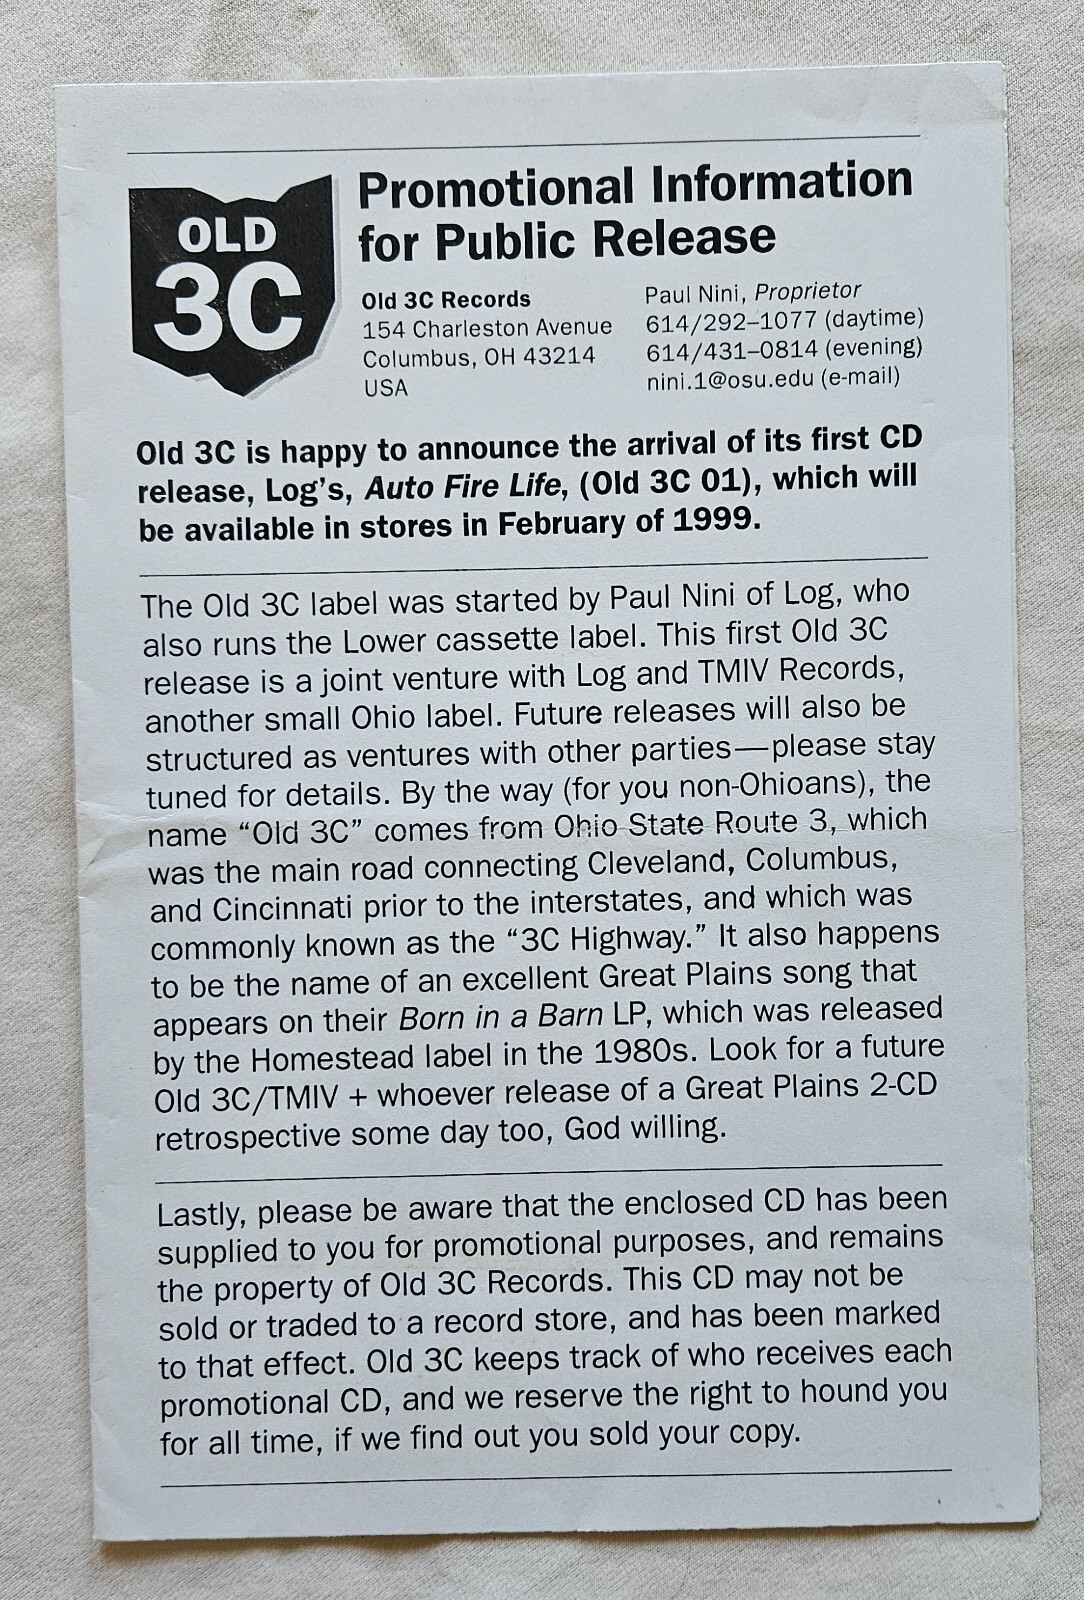 OLD
3C
Promotional Information
for Public Release
Old 3C Records
154 Charleston Avenue
Columbus, OH 43214
USA
Paul Nini, Proprietor
614/292–1077 (daytime)
614/431–0814 (evening)
nini.1@osu.edu (e-mail)
Old 3C is happy to announce the arrival of its first CD
release, Log's, Auto Fire Life, (Old 3C 01), which will
be available in stores in February of 1999.
The Old 3C label was started by Paul Nini of Log, who
also runs the Lower cassette label. This first Old 3C
release is a joint venture with Log and TMIV Records,
another small Ohio label. Future releases will also be
structured as ventures with other parties—please stay
tuned for details. By the way (for you non-Ohioans), the
name “Old 3C” comes from Ohio State Route 3, which
was the main road connecting Cleveland, Columbus,
and Cincinnati prior to the interstates, and which was
commonly known as the “3C Highway.” It also happens
to be the name of an excellent Great Plains song that
appears on their Born in a Barn LP, which was released
by the Homestead label in the 1980s. Look for a future
Old 3C/TMIV + whoever release of a Great Plains 2-CD
retrospective some day too, God willing.
Lastly, please be aware that the enclosed CD has been
supplied to you for promotional purposes, and remains
the property of Old 3C Records. This CD may not be
sold or traded to a record store, and has been marked
to that effect. Old 3C keeps track of who receives each
promotional CD, and we reserve the right to hound you
for all time, if we find out you sold your copy.